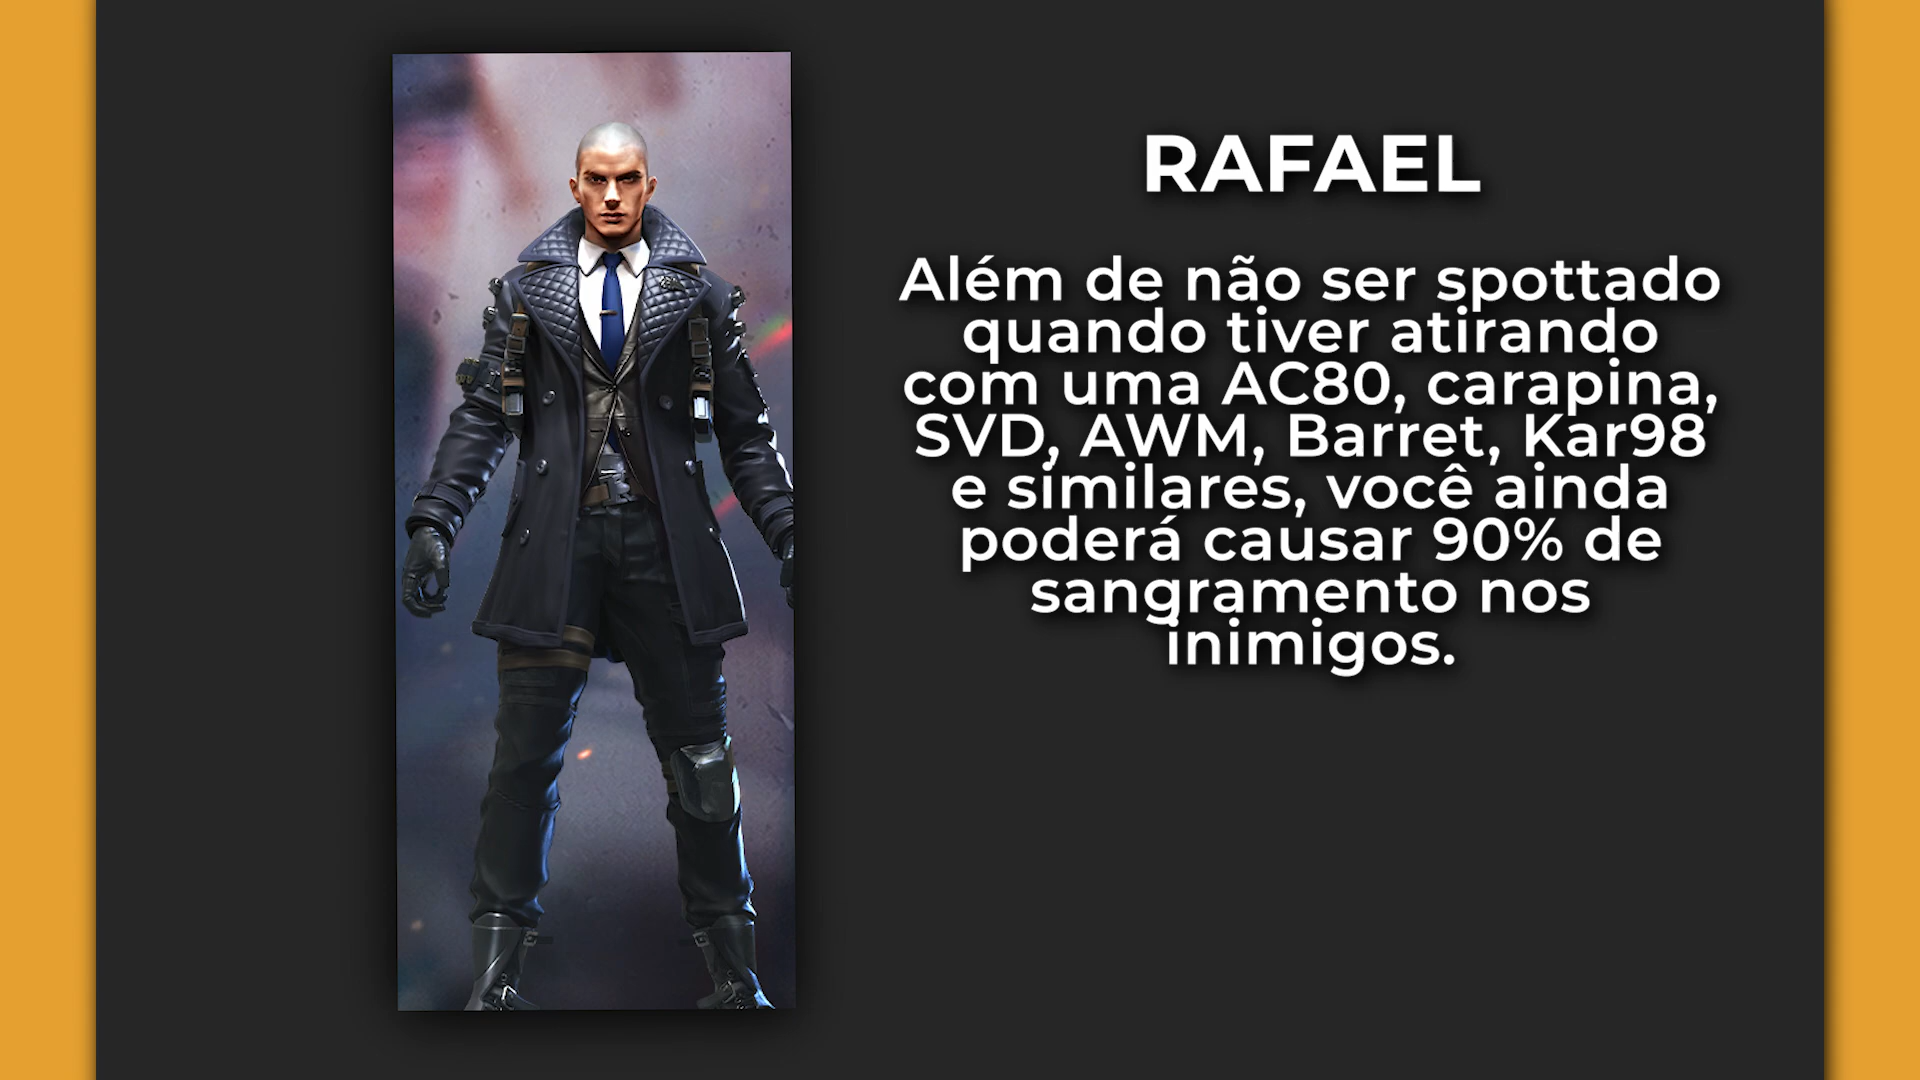 RAFAEL
Além de não ser spottado
quando tiver atirando
com uma AC80, carapina,
SVD, AWM, Barret, Kar98
e similares, você ainda
poderá causar 90% de
sangramento nos
inimigos.